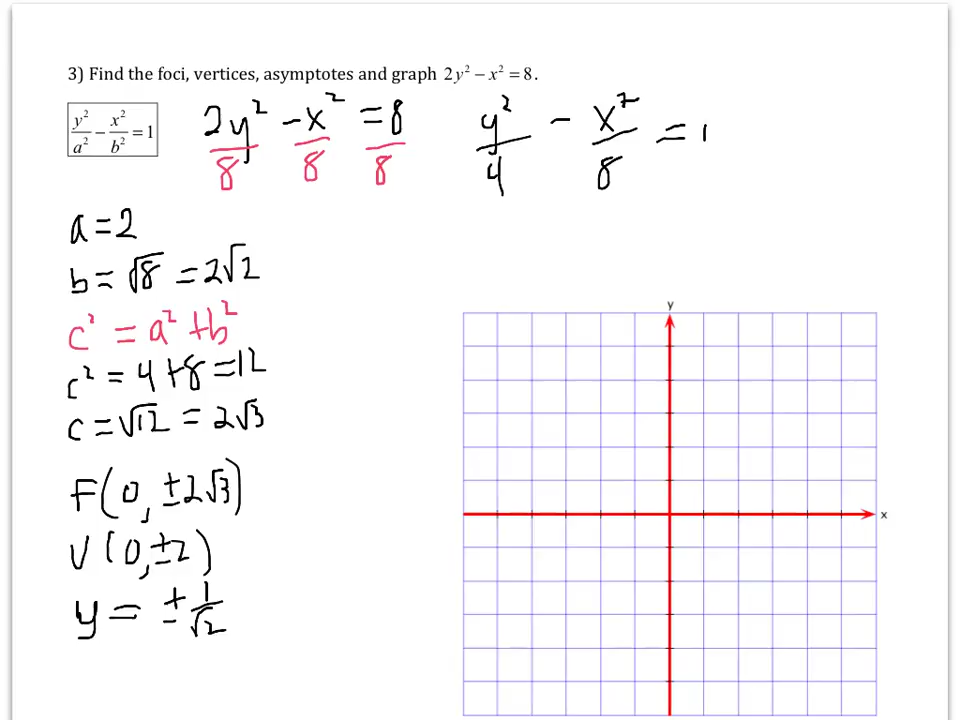 3) Find the foci, vertices, asymptotes and graph 2y² − x² = 8.
y²/a² − x²/b² = 1
2y²/8 − x²/8 = 8/8
y²/4 − x²/8 = 1
a = 2
b = √8 = 2√2
c² = a² + b²
c² = 4 + 8 = 12
c = √12 = 2√3
F(0, ±2√3)
V(0, ±2)
y = ± 1/√2
y
x